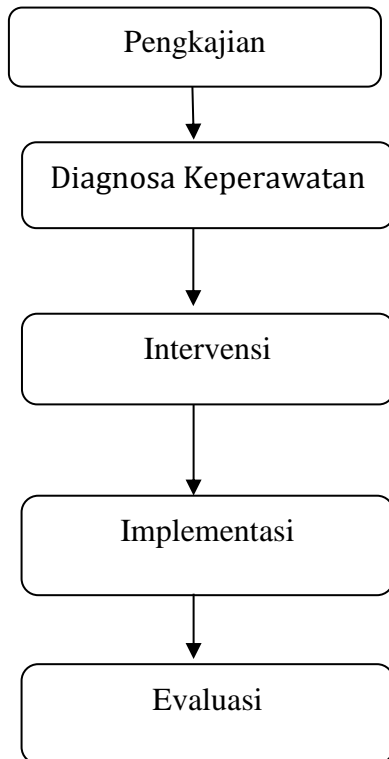 Pengkajian
Diagnosa Keperawatan
Intervensi
Implementasi
Evaluasi